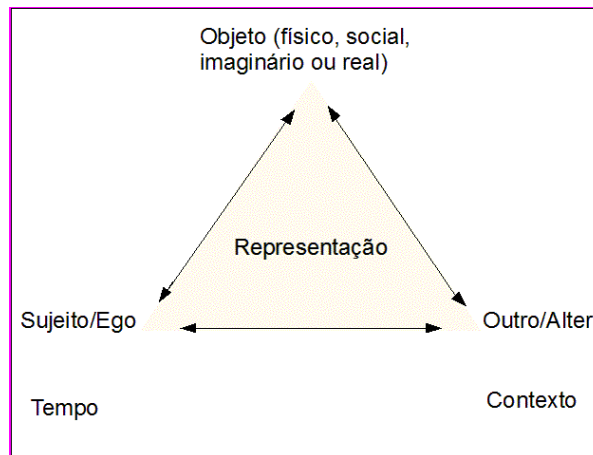 Objeto (físico, social,
imaginário ou real)
Representação
Sujeito/Ego
Outro/Alter
Tempo
Contexto